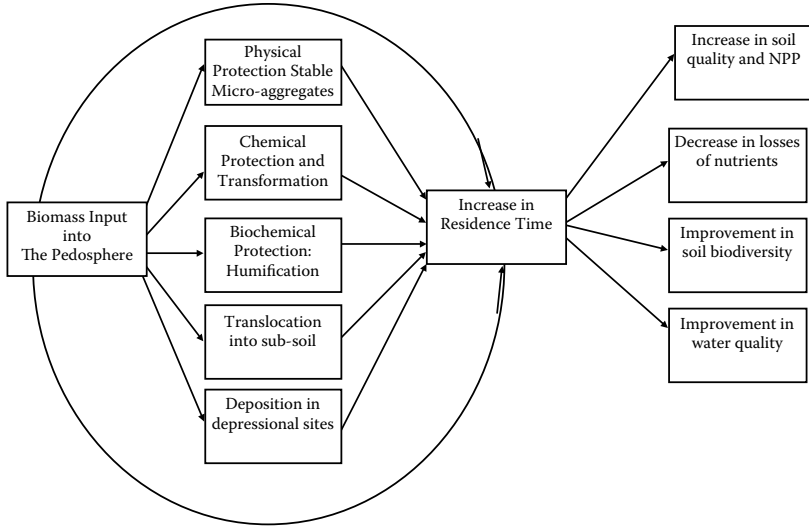 Biomass Input
into
The Pedosphere
Physical
Protection Stable
Micro-aggregates
Chemical
Protection and
Transformation
Biochemical
Protection:
Humification
Translocation
into sub-soil
Deposition in
depressional sites
Increase in
Residence Time
Increase in soil
quality and NPP
Decrease in losses
of nutrients
Improvement in
soil biodiversity
Improvement in
water quality